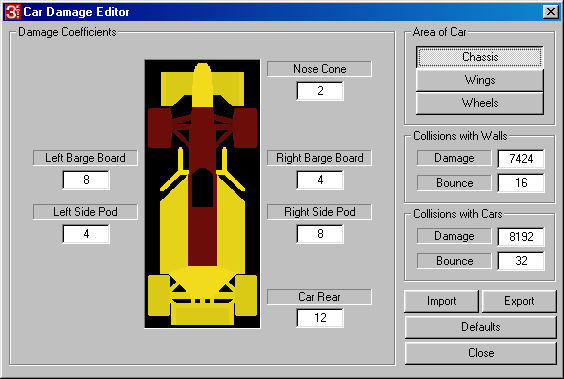 Car Damage Editor
Damage Coefficients
Nose Cone
2
Left Barge Board
8
Right Barge Board
4
Left Side Pod
4
Right Side Pod
8
Car Rear
12
Area of Car
Chassis
Wings
Wheels
Collisions with Walls
Damage 7424
Bounce 16
Collisions with Cars
Damage 8192
Bounce 32
Import Export
Defaults
Close